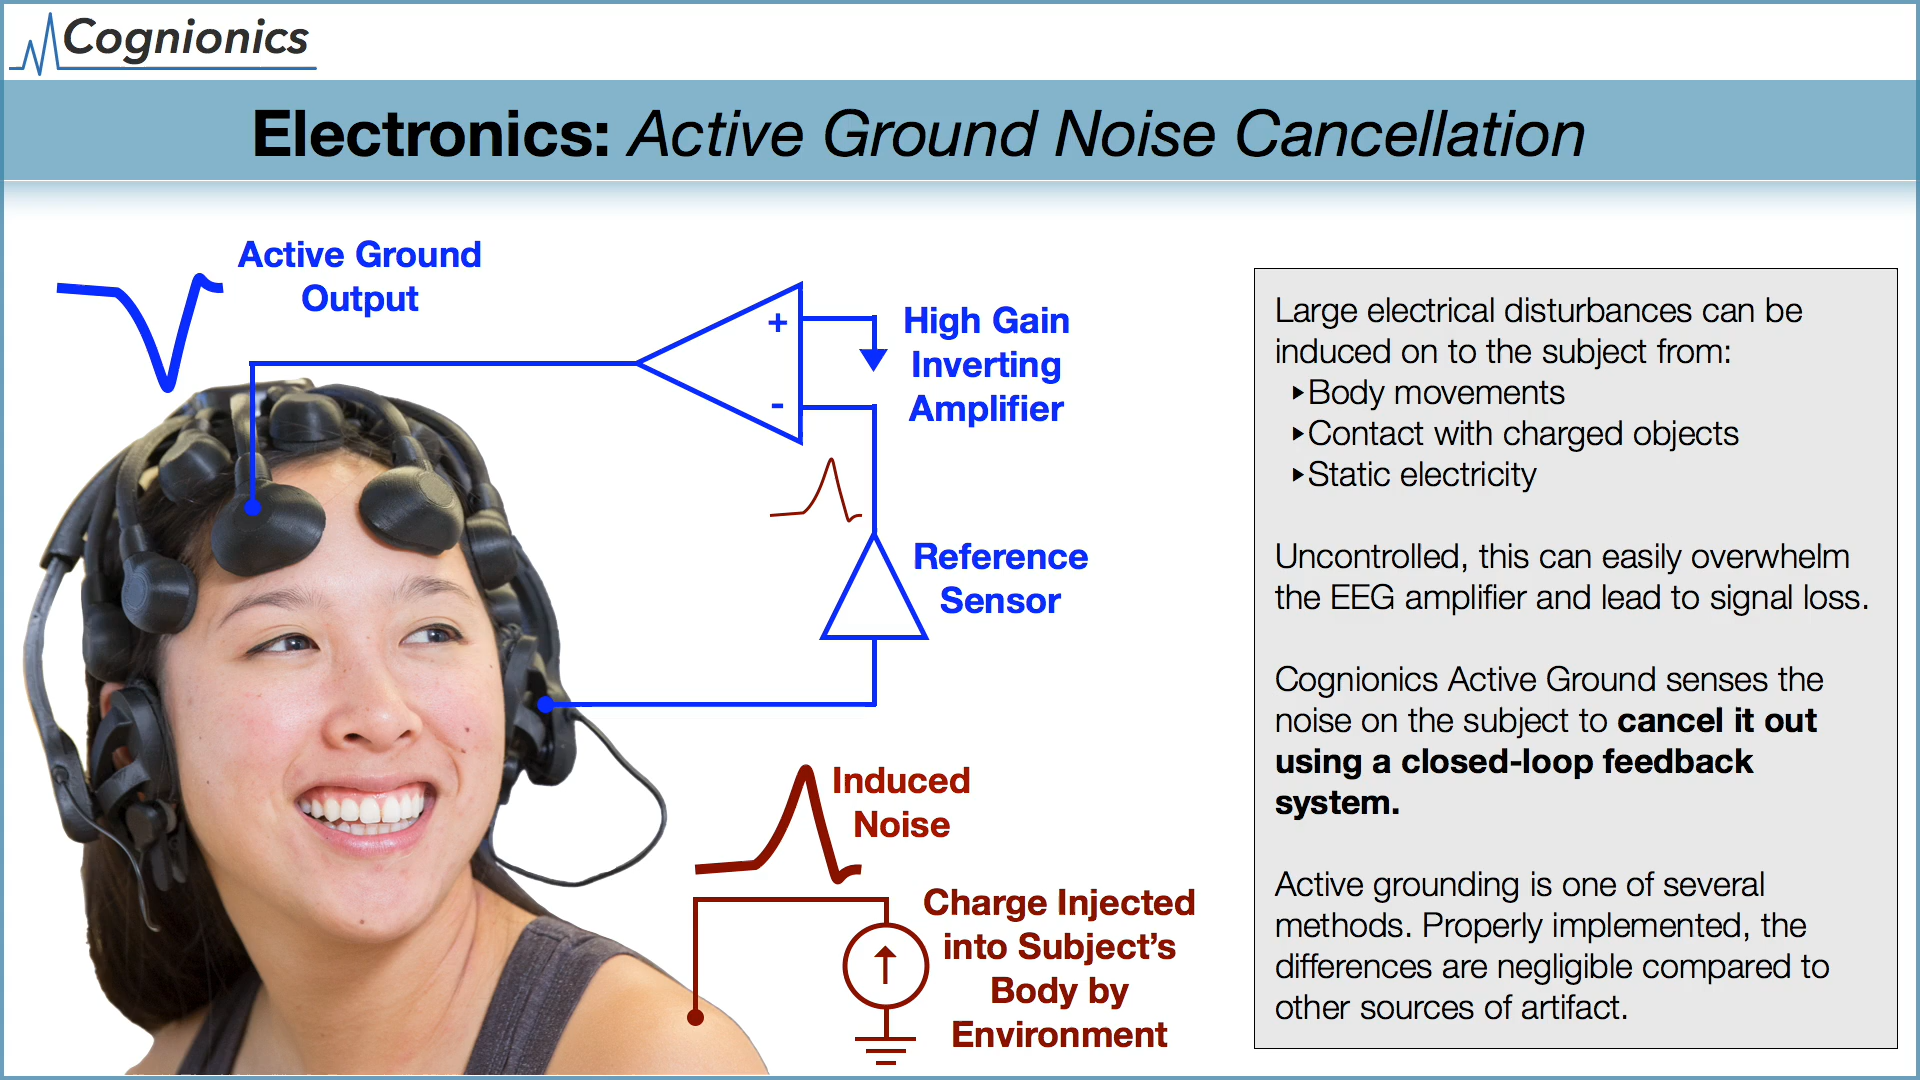 Cognionics
Electronics: Active Ground Noise Cancellation
Active Ground
Output
+
-
High Gain
Inverting
Amplifier
Reference
Sensor
Induced
Noise
Charge Injected
into Subject's
Body by
Environment
Large electrical disturbances can be
induced on to the subject from:
▸Body movements
▸Contact with charged objects
▸Static electricity
Uncontrolled, this can easily overwhelm
the EEG amplifier and lead to signal loss.
Cognionics Active Ground senses the
noise on the subject to cancel it out
using a closed-loop feedback
system.
Active grounding is one of several
methods. Properly implemented, the
differences are negligible compared to
other sources of artifact.